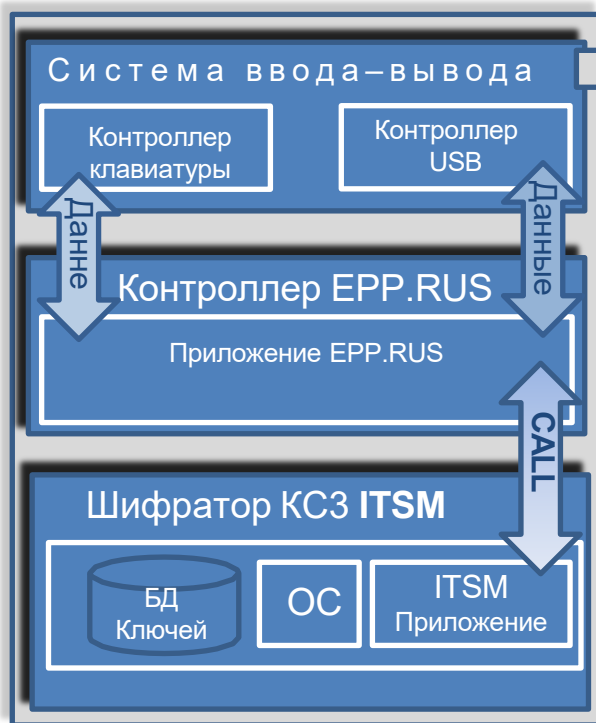 Система ввода–вывода
Контроллер
клавиатуры
Контроллер
USB
Данне
Данные
Контроллер EPP.RUS
Приложение EPP.RUS
CALL
Шифратор КС3 ITSM
БД
Ключей
ОС
ITSM
Приложение